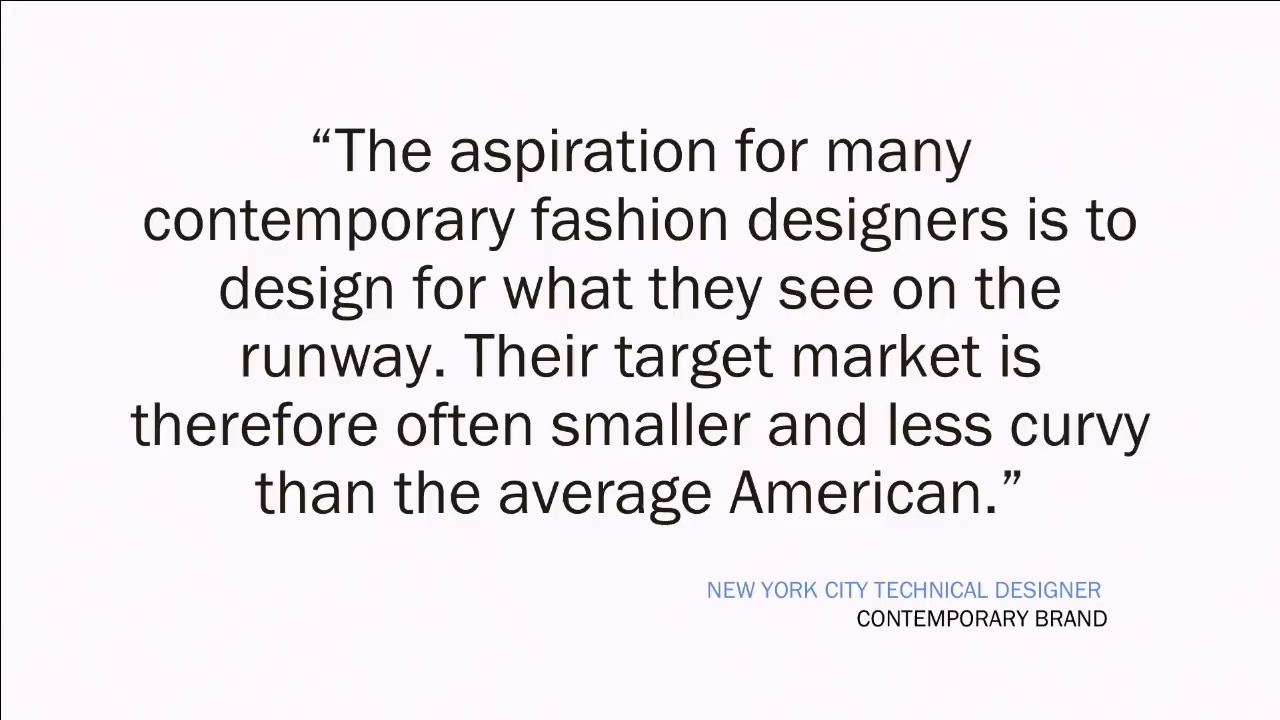 “The aspiration for many
contemporary fashion designers is to
design for what they see on the
runway. Their target market is
therefore often smaller and less curvy
than the average American.”
NEW YORK CITY TECHNICAL DESIGNER
CONTEMPORARY BRAND